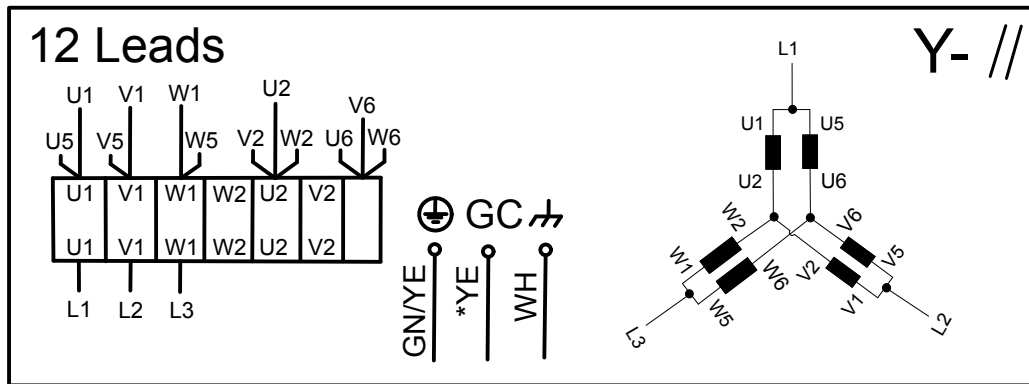 12 Leads
Y- //
U1 V1 W1 U2 V6
U5 V5 W5 V2 W2 U6 W6
U1 V1 W1 W2 U2 V2
U1 V1 W1 W2 U2 V2
L1 L2 L3
GC
GN/YE *YE WH
L1
U1 U5
U2 U6
W2 V6
W1 W6 V2 V5
W5 V1
L3 L2